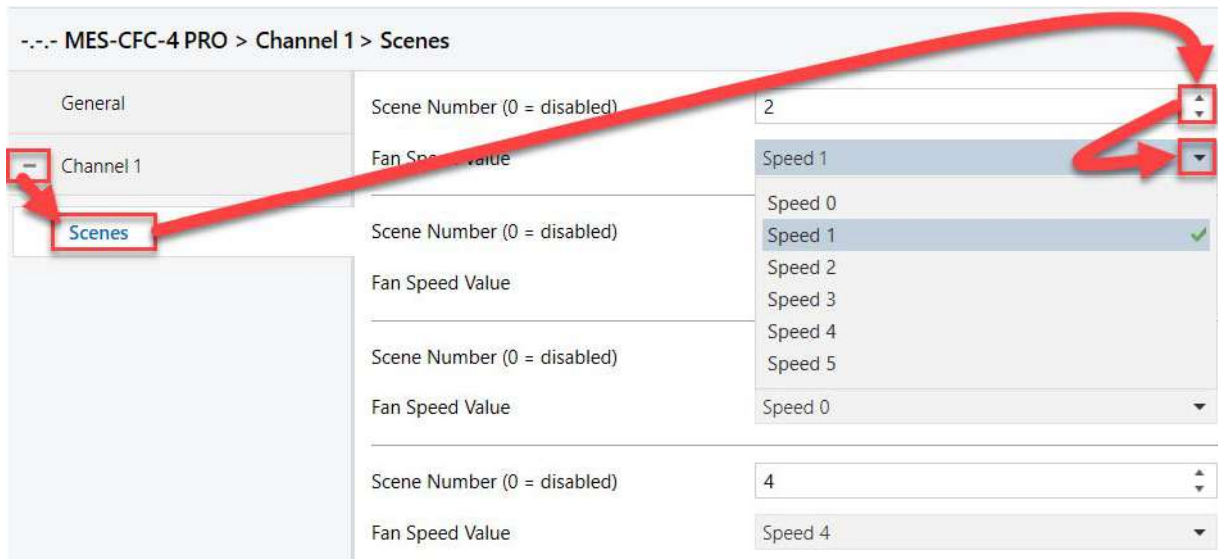 -.-.- MES-CFC-4 PRO > Channel 1 > Scenes
General
Channel 1
Scenes
Scene Number (0 = disabled) 2
Fan Speed Value Speed 1
Speed 0
Speed 1
Speed 2
Speed 3
Speed 4
Speed 5
Scene Number (0 = disabled)
Fan Speed Value
Scene Number (0 = disabled)
Fan Speed Value Speed 0
Scene Number (0 = disabled) 4
Fan Speed Value Speed 4